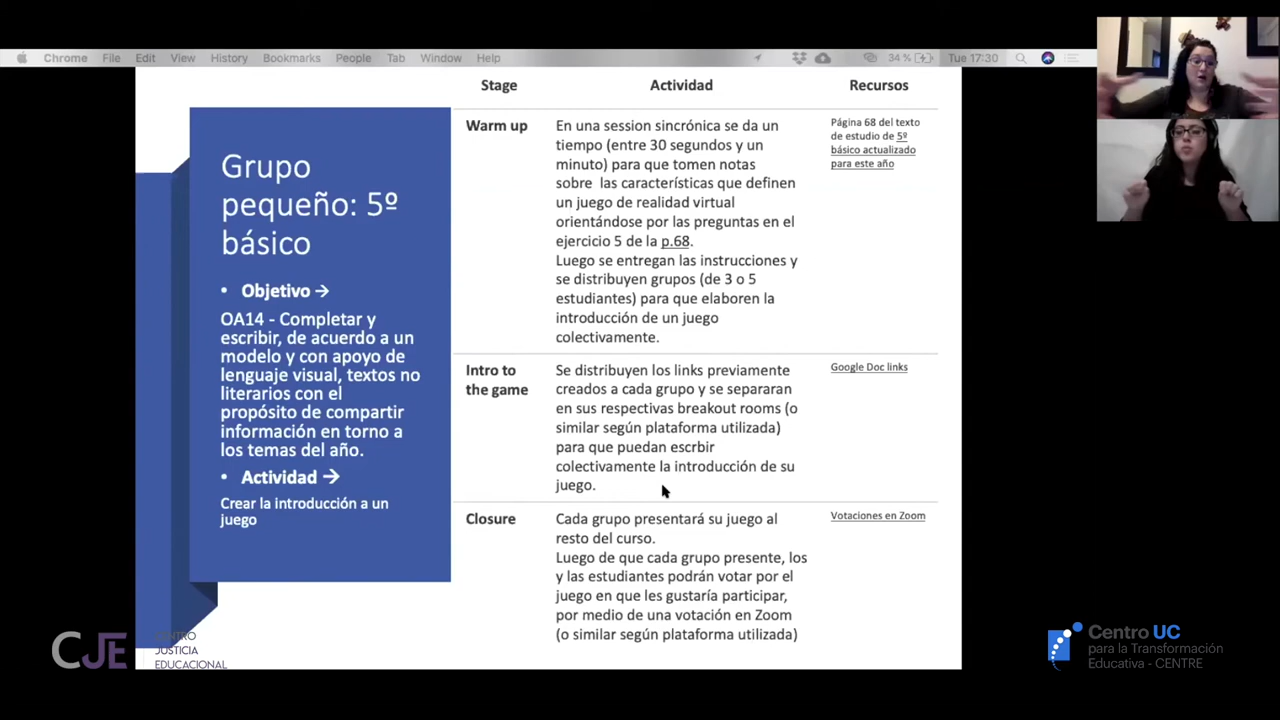 Chrome File Edit View History Bookmarks People Tab Window Help 34 % Tue 17:30
Grupo
pequeño: 5º
básico
• Objetivo →
OA14 - Completar y
escribir, de acuerdo a un
modelo y con apoyo de
lenguaje visual, textos no
literarios con el
propósito de compartir
información en torno a
los temas del año.
• Actividad →
Crear la introducción a un
juego
Stage Actividad Recursos
Warm up
En una session sincrónica se da un
tiempo (entre 30 segundos y un
minuto) para que tomen notas
sobre las características que definen
un juego de realidad virtual
orientándose por las preguntas en el
ejercicio 5 de la p.68.
Luego se entregan las instrucciones y
se distribuyen grupos (de 3 o 5
estudiantes) para que elaboren la
introducción de un juego
colectivamente.
Página 68 del texto
de estudio de 5º
básico actualizado
para este año
Intro to
the game
Se distribuyen los links previamente
creados a cada grupo y se separaran
en sus respectivas breakout rooms (o
similar según plataforma utilizada)
para que puedan escrbir
colectivamente la introducción de su
juego.
Google Doc links
Closure
Cada grupo presentará su juego al
resto del curso.
Luego de que cada grupo presente, los
y las estudiantes podrán votar por el
juego en que les gustaría participar,
por medio de una votación en Zoom
(o similar según plataforma utilizada)
Votaciones en Zoom
CJE
CENTRO
JUSTICIA
EDUCACIONAL
Centro UC
para la Transformación
Educativa - CENTRE